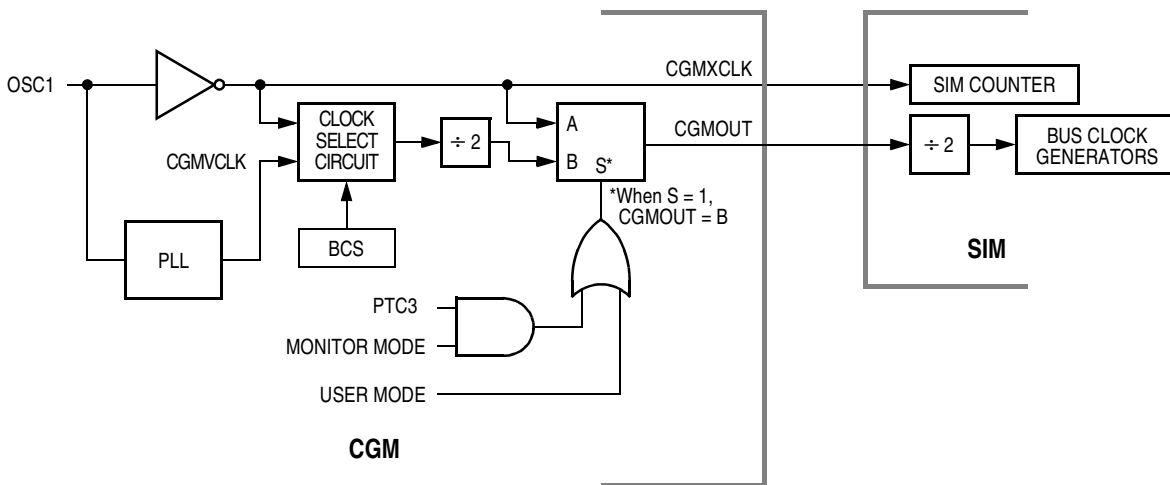 OSC1
CGMXCLK
SIM COUNTER
CLOCK
SELECT
CIRCUIT
÷ 2
A
B
S*
CGMOUT
÷ 2
BUS CLOCK
GENERATORS
CGMVCLK
*When S = 1,
CGMOUT = B
PLL
BCS
SIM
PTC3
MONITOR MODE
USER MODE
CGM